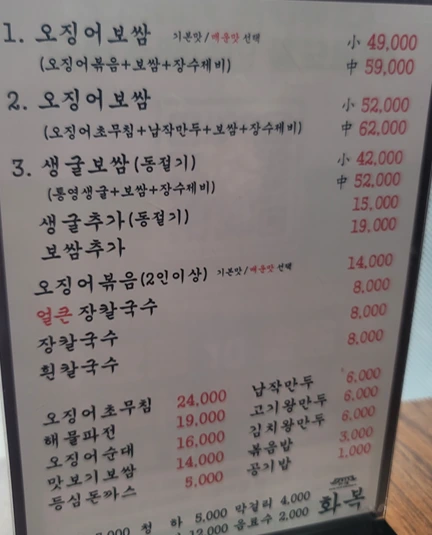 1. 오징어보쌈 기본맛/매운맛 선택 小 49,000
(오징어볶음+보쌈+장수제비) 中 59,000
2. 오징어보쌈 小 52,000
(오징어초무침+납작만두+보쌈+장수제비) 中 62,000
3. 생굴보쌈(동절기) 小 42,000
(통영생굴+보쌈+장수제비) 中 52,000
생굴추가(동절기) 15,000
보쌈추가 19,000
오징어볶음(2인이상) 기본맛/매운맛 선택 14,000
얼큰 장칼국수 8,000
장칼국수 8,000
흰칼국수 8,000
오징어초무침 24,000 납작만두 6,000
해물파전 19,000 고기왕만두 6,000
오징어순대 16,000 김치왕만두 6,000
맛보기보쌈 14,000 볶음밥 3,000
등심돈까스 5,000 공기밥 1,000
청 하 5,000 막걸리 4,000
12,000 음료수 2,000
화복